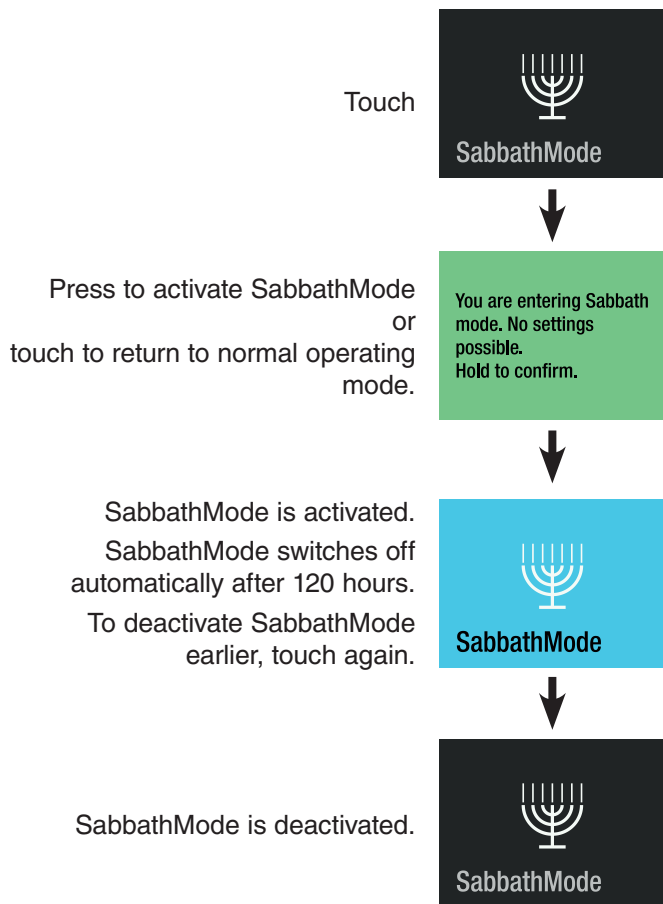 Touch
SabbathMode
Press to activate SabbathMode
or
touch to return to normal operating
mode.
You are entering Sabbath
mode. No settings
possible.
Hold to confirm.
SabbathMode is activated.
SabbathMode switches off
automatically after 120 hours.
To deactivate SabbathMode
earlier, touch again.
SabbathMode
SabbathMode is deactivated.
SabbathMode